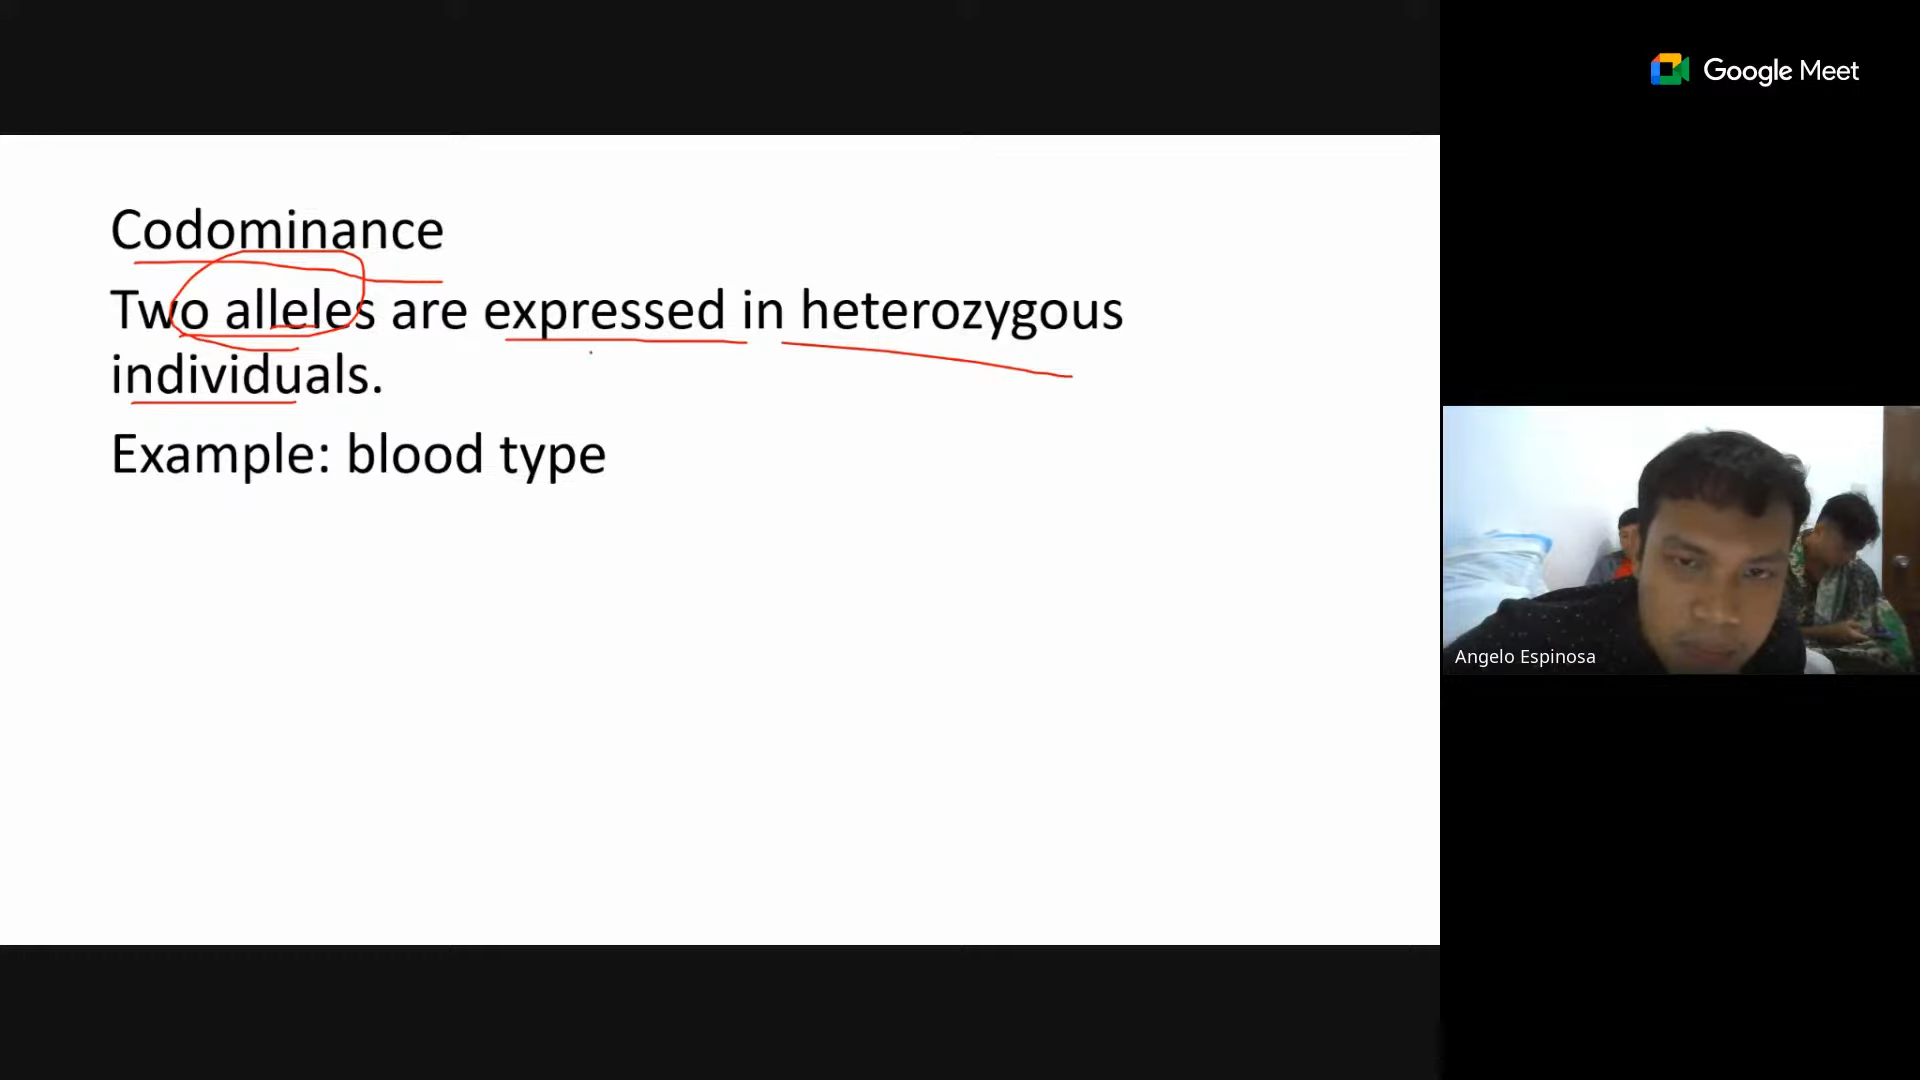 Google Meet
Codominance
Two alleles are expressed in heterozygous
individuals.
Example: blood type
Angelo Espinosa